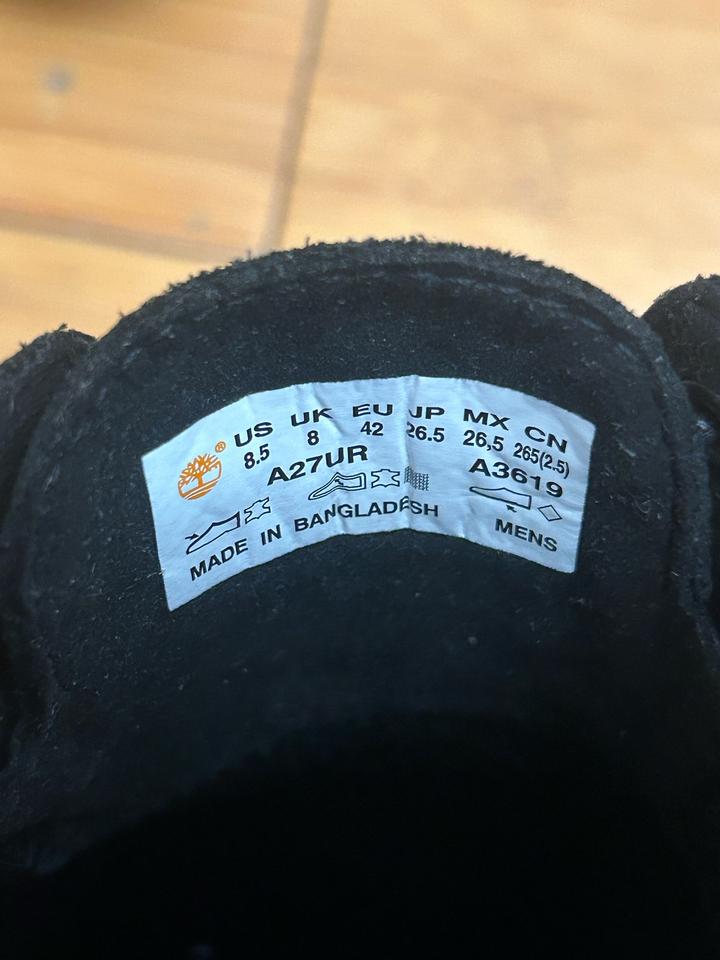 ®
US UK EU JP MX CN
8.5 8 42 26.5 26,5 265(2.5)
A27UR A3619
MADE IN BANGLADESH MENS